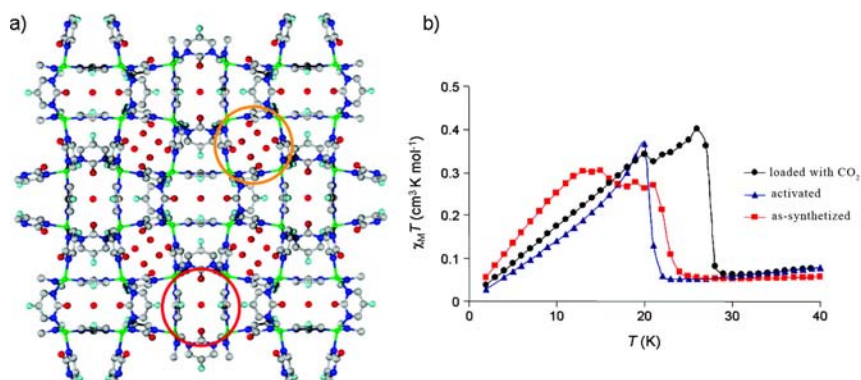 a)
b)
0.5
0.4
0.3
0.2
0.1
0
χMT (cm³ K mol⁻¹)
0
10
20
30
40
T (K)
loaded with CO₂
activated
as-synthetized